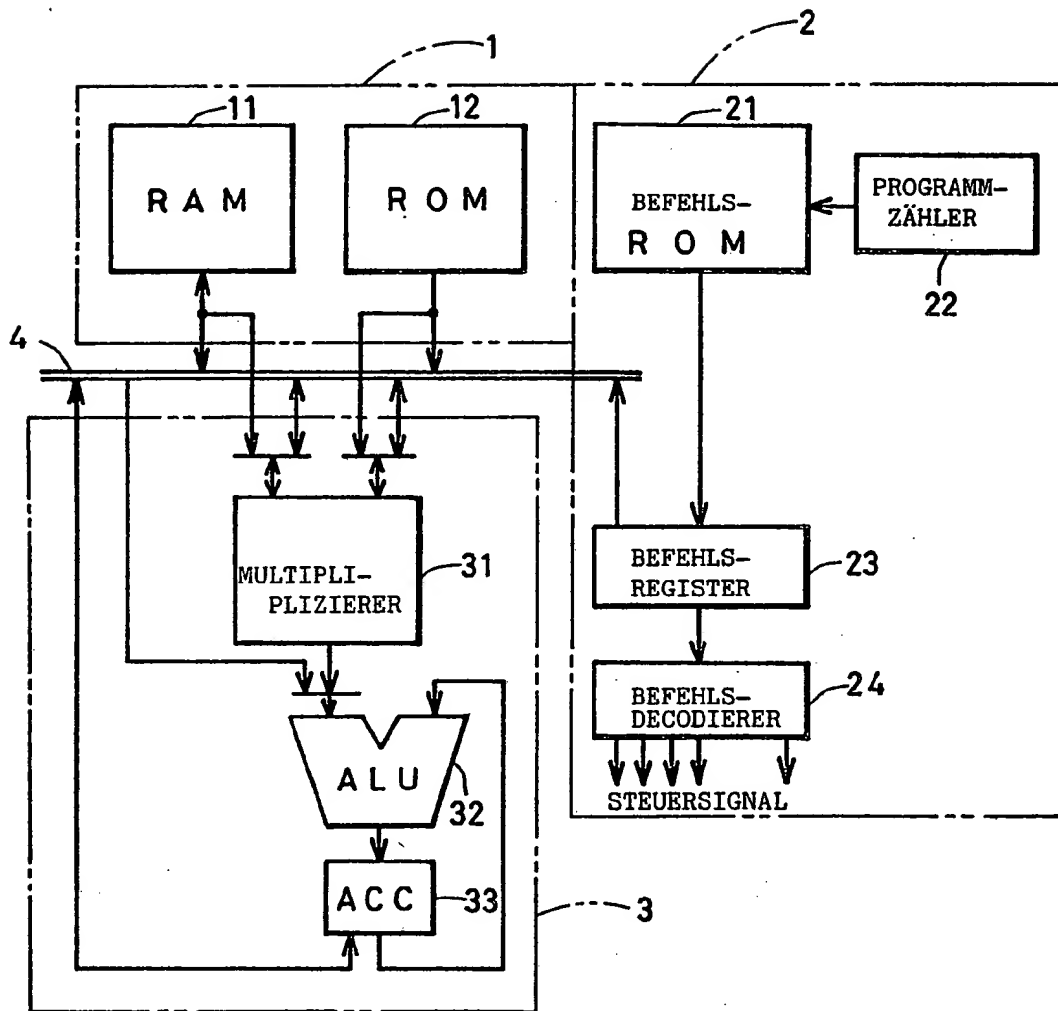 1
2
11
12
21
RAM
ROM
BEFEHLS-
ROM
PROGRAMM-
ZÄHLER
22
4
MULTIPLI-
PLIZIERER
31
BEFEHLS-
REGISTER
23
BEFEHLS-
DECODIERER
24
ALU
32
STEUERSIGNAL
ACC
33
3